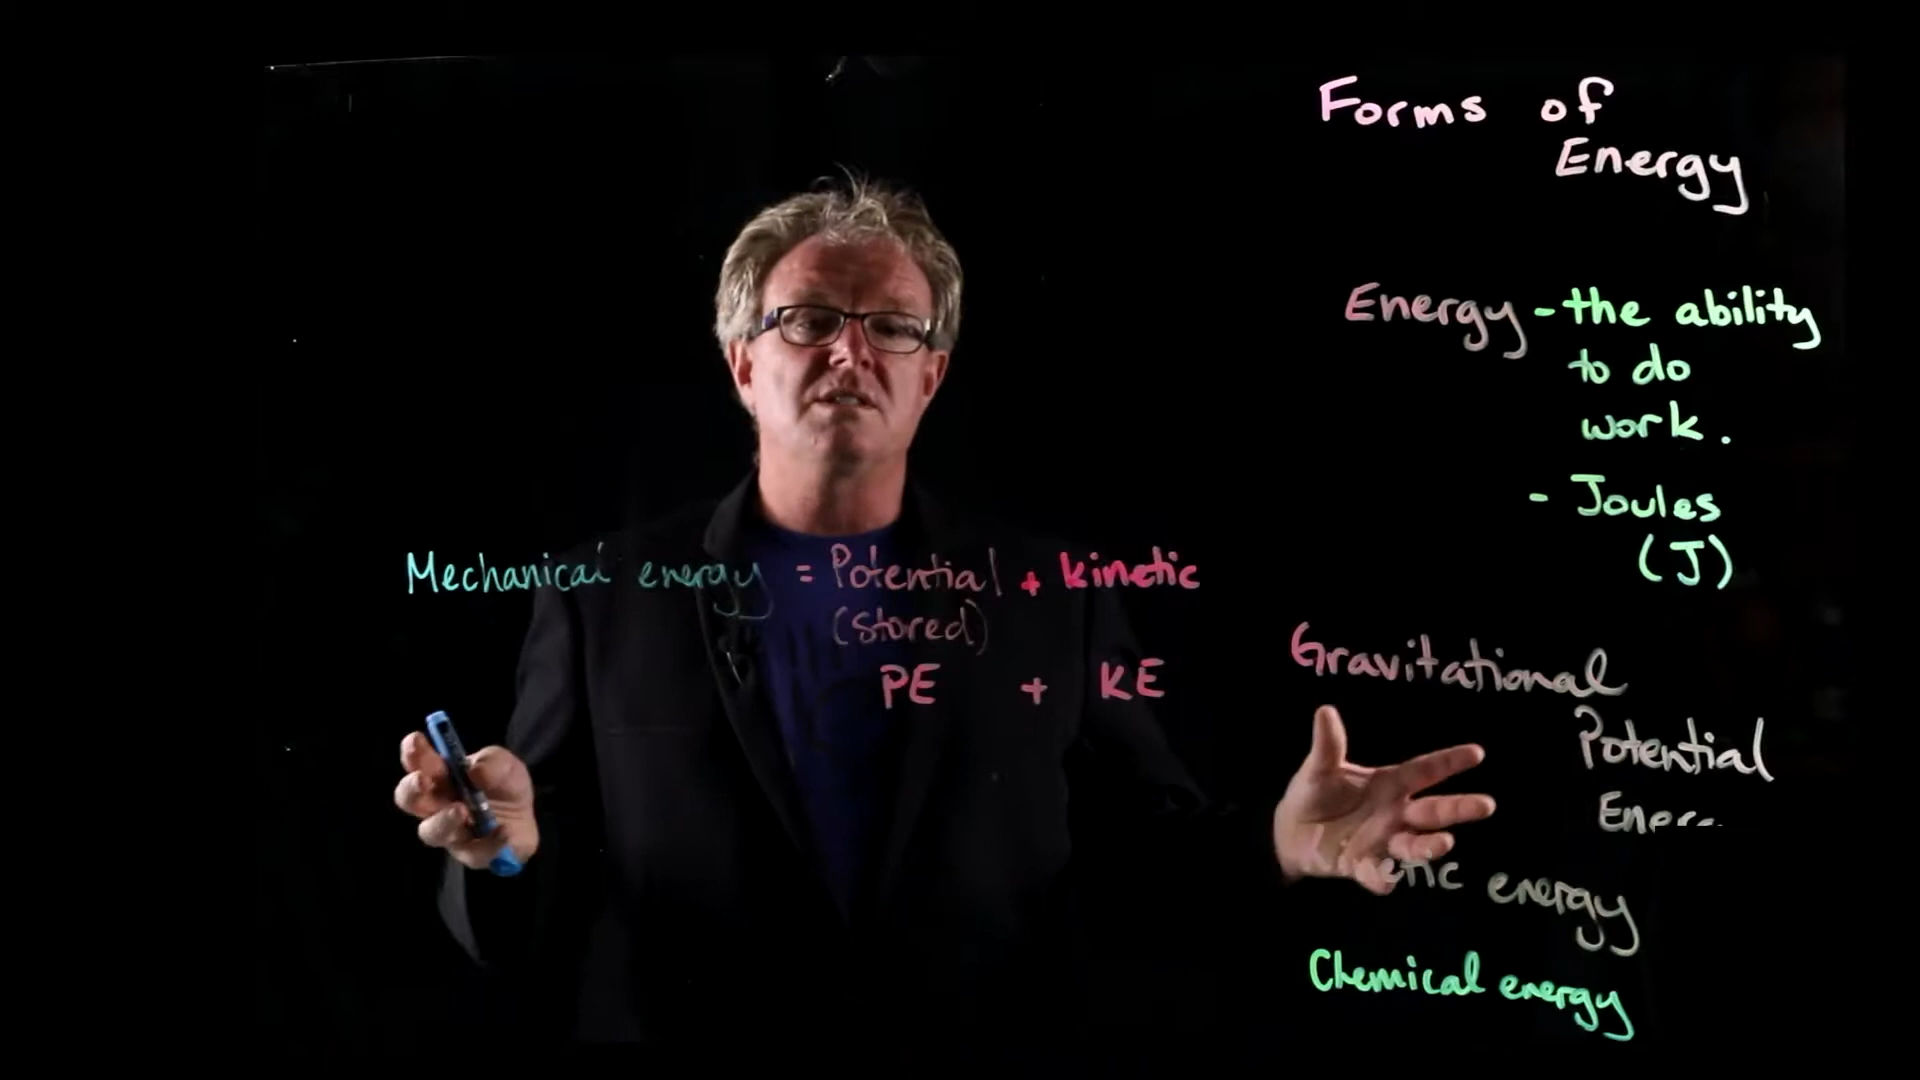 Forms of
Energy
Energy - the ability
to do
work.
- Joules
(J)
Mechanical energy = Potential + kinetic
(stored)
PE + KE
Gravitational
Potential
energy
Chemical energy